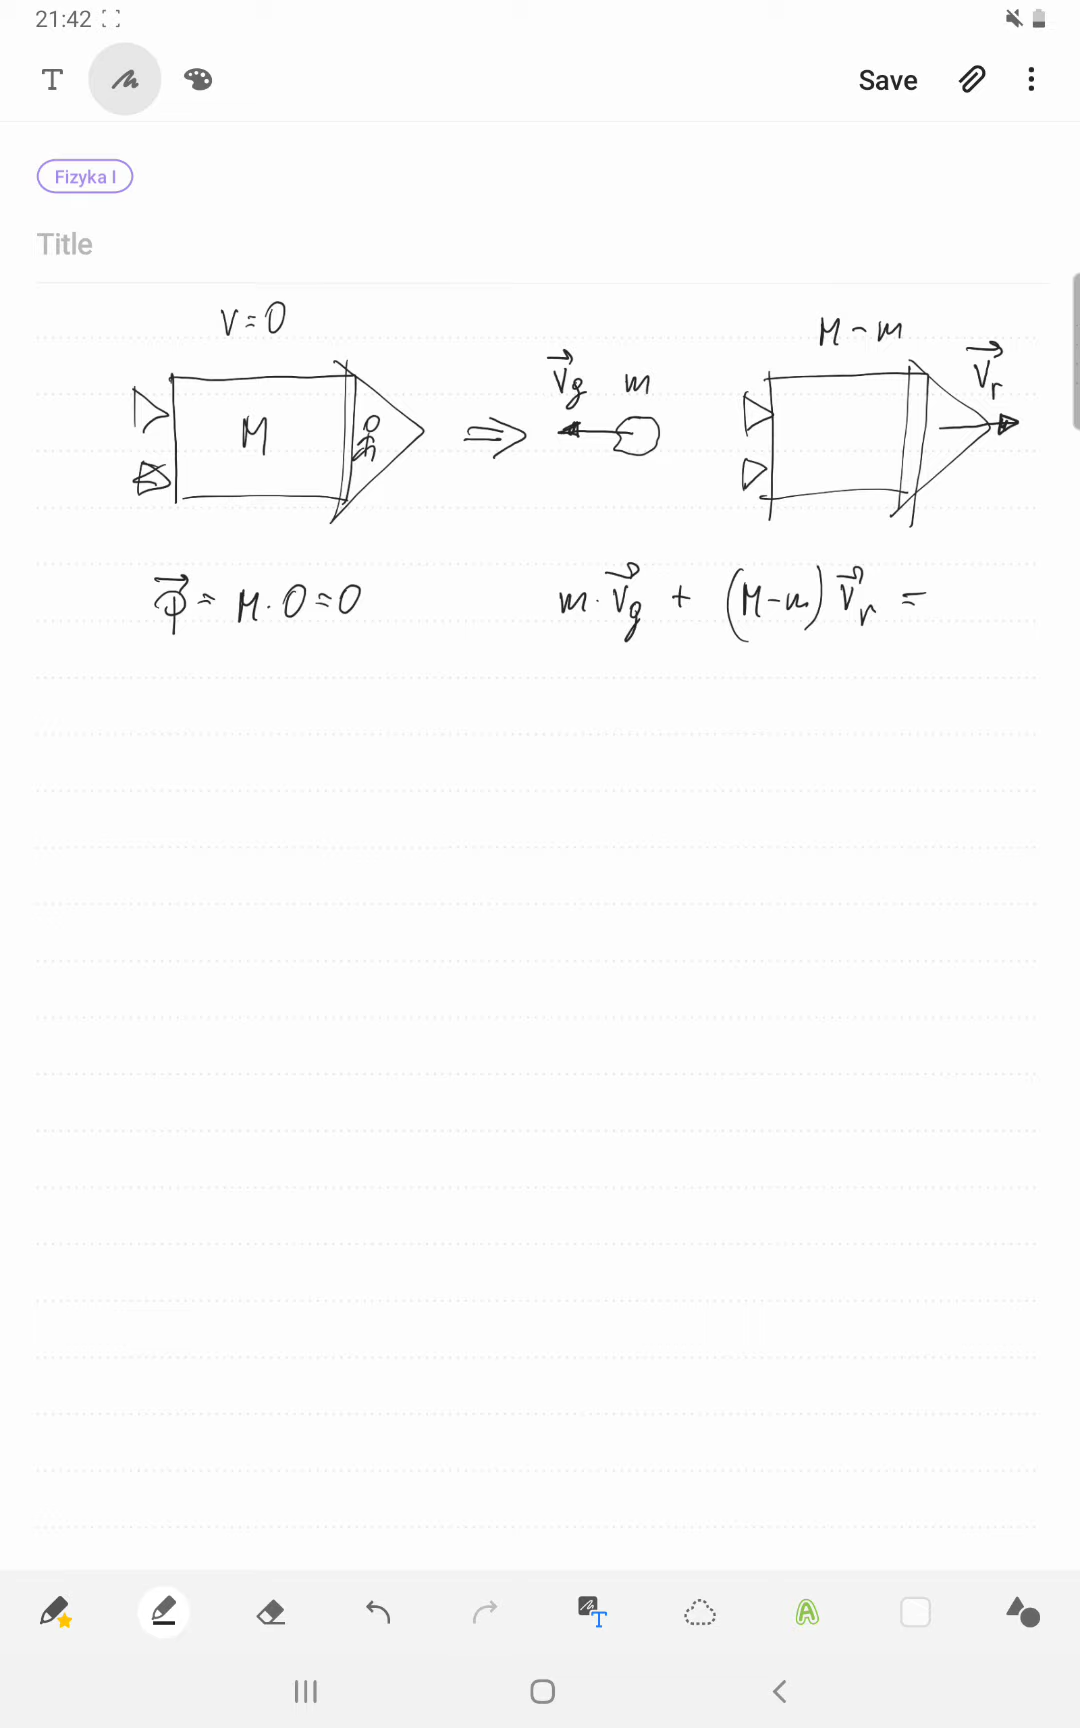 21:42
T
Save
Fizyka I
Title
V=0
M
⇒
V⃗g m
M-m
V⃗r
p⃗ = M·0=0
m·V⃗g + (M-m) V⃗r =
T
A